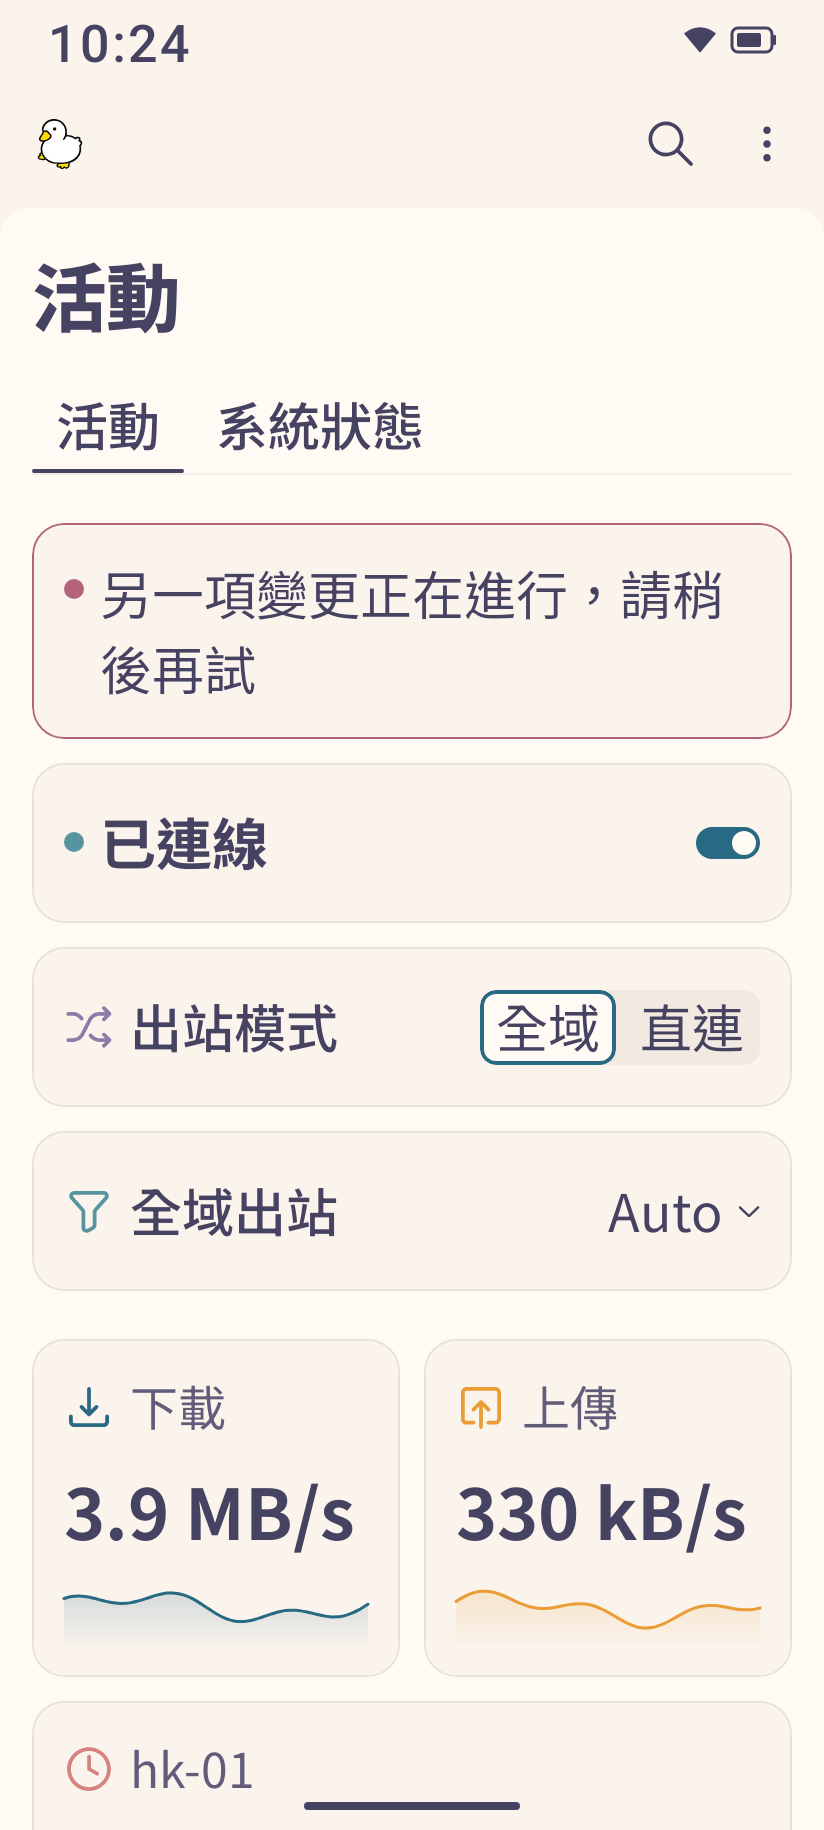 10:24
活動
活動
系統狀態
另一項變更正在進行，請稍
後再試
已連線
出站模式
全域
直連
全域出站
Auto
下載
上傳
3.9 MB/s
330 kB/s
hk-01